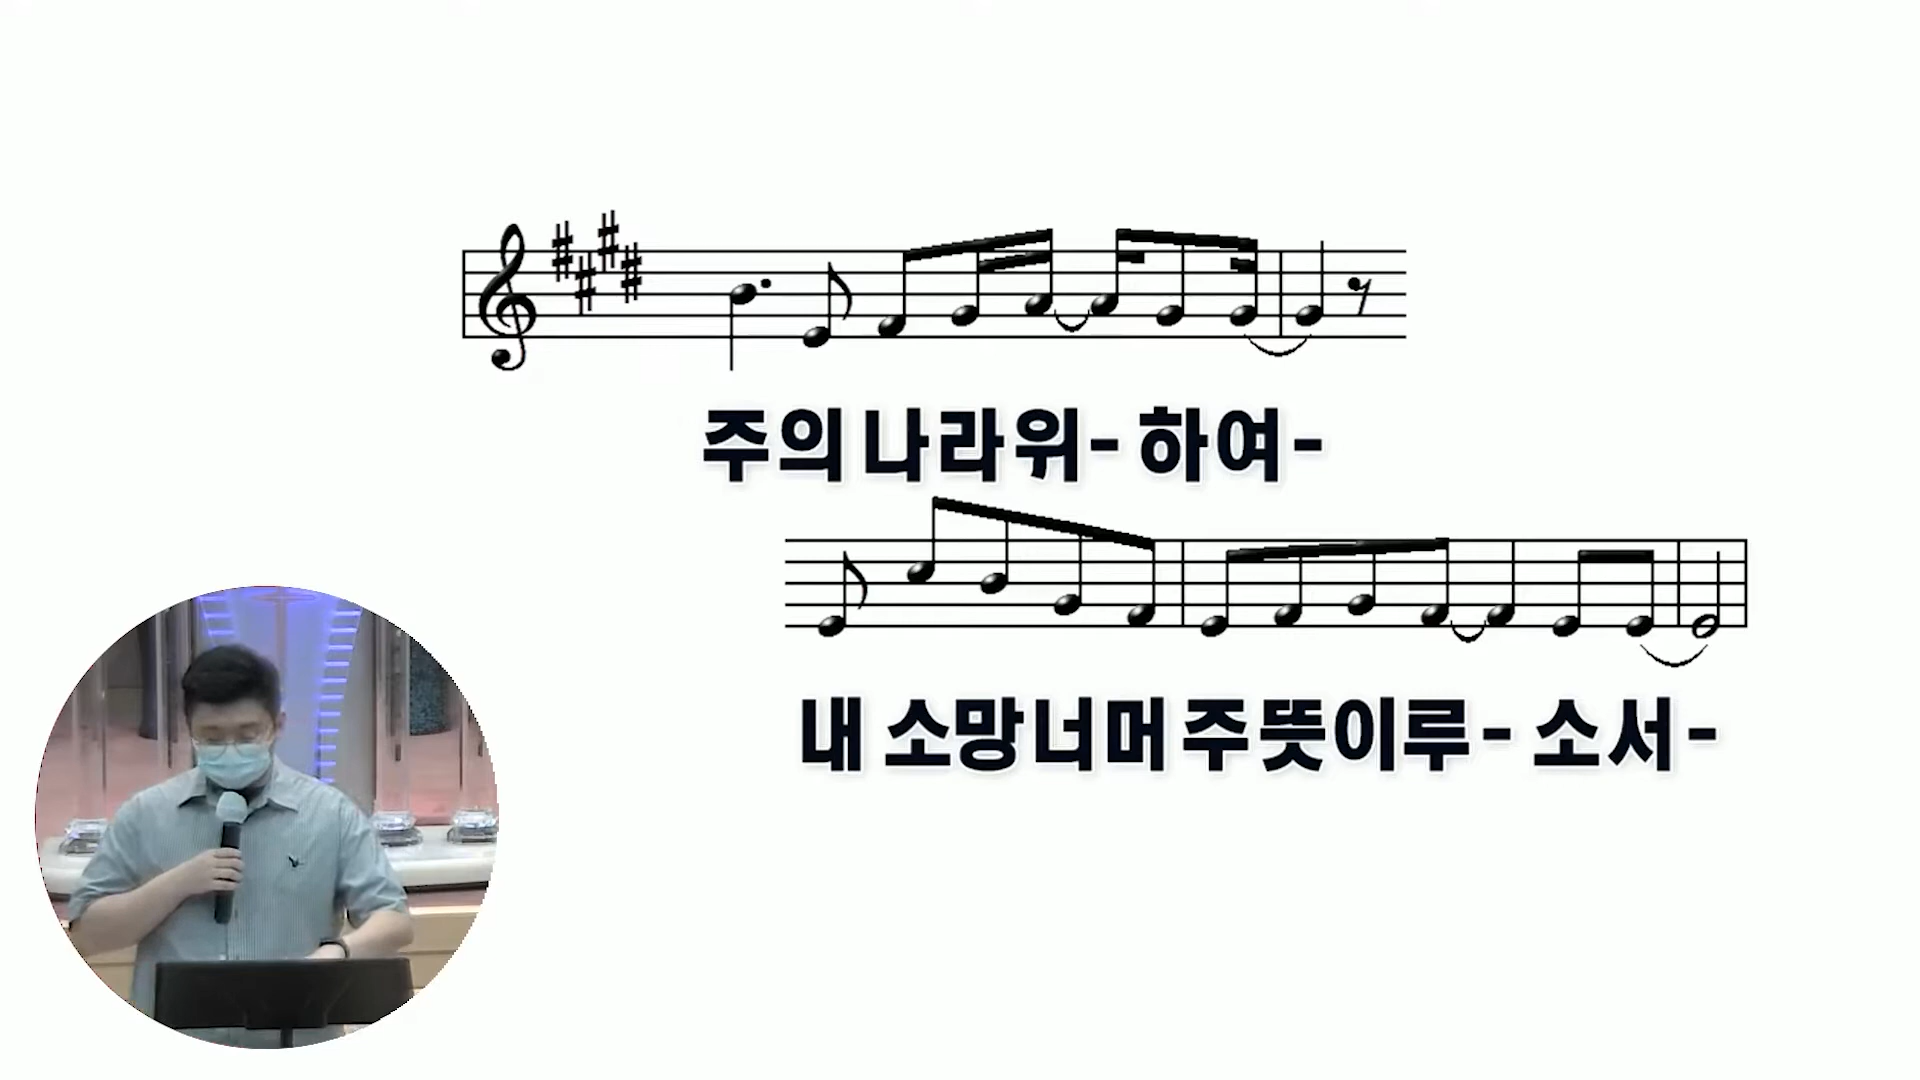 주의 나라 위- 하여-
내 소망 너머 주 뜻 이루- 소서-